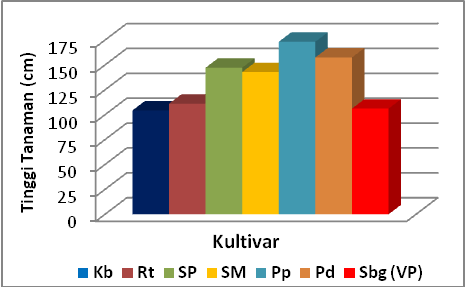 Tinggi Tanaman (cm)
175
150
125
100
75
50
25
0
Kultivar
Kb Rt SP SM Pp Pd Sbg (VP)